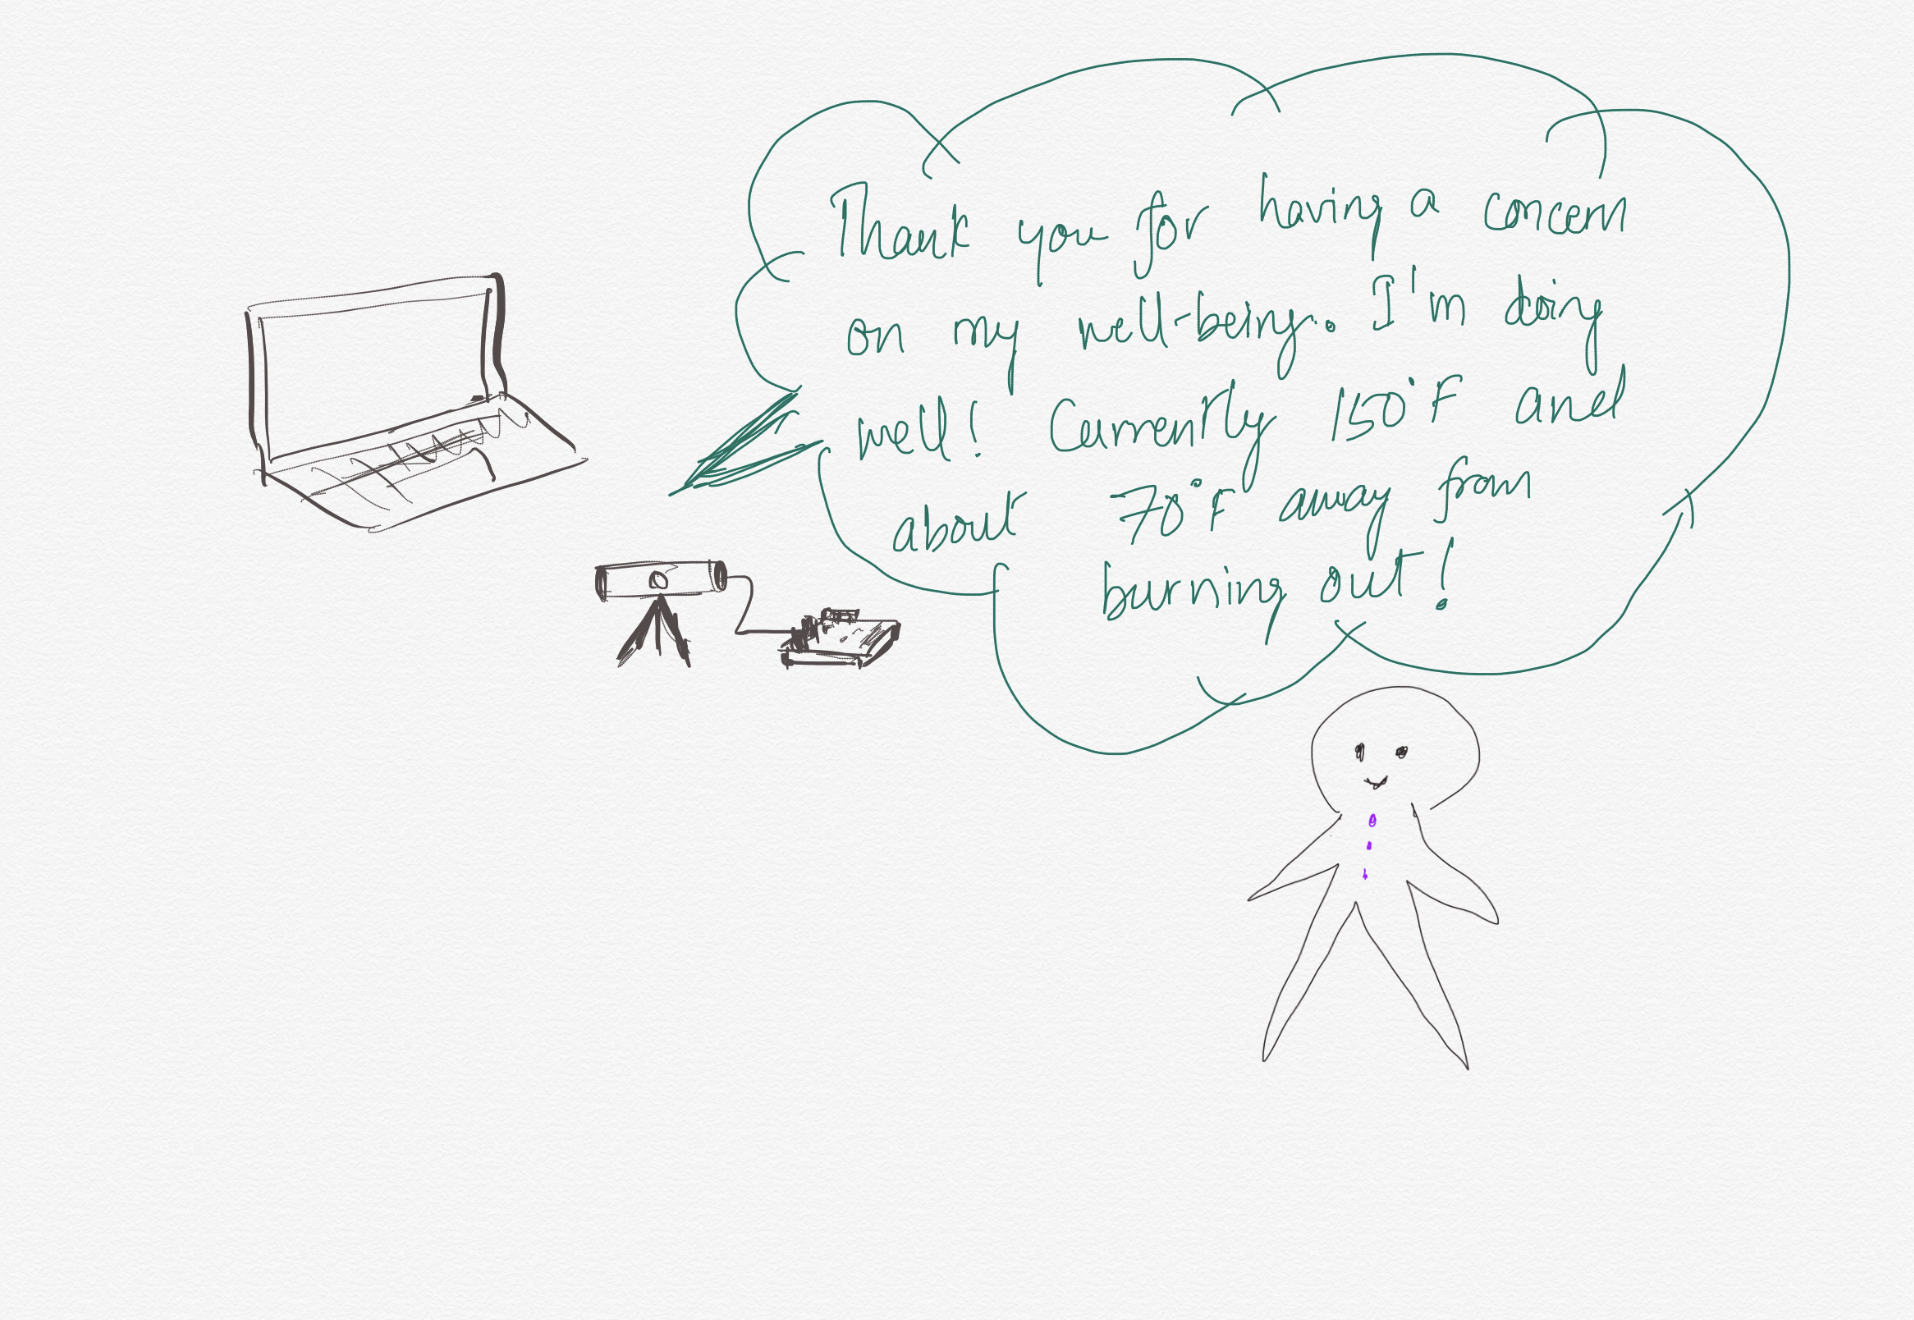 Thank you for having a concern
on my well-being. I'm doing
well! Currently 150°F and
about 70°F away from
burning out!